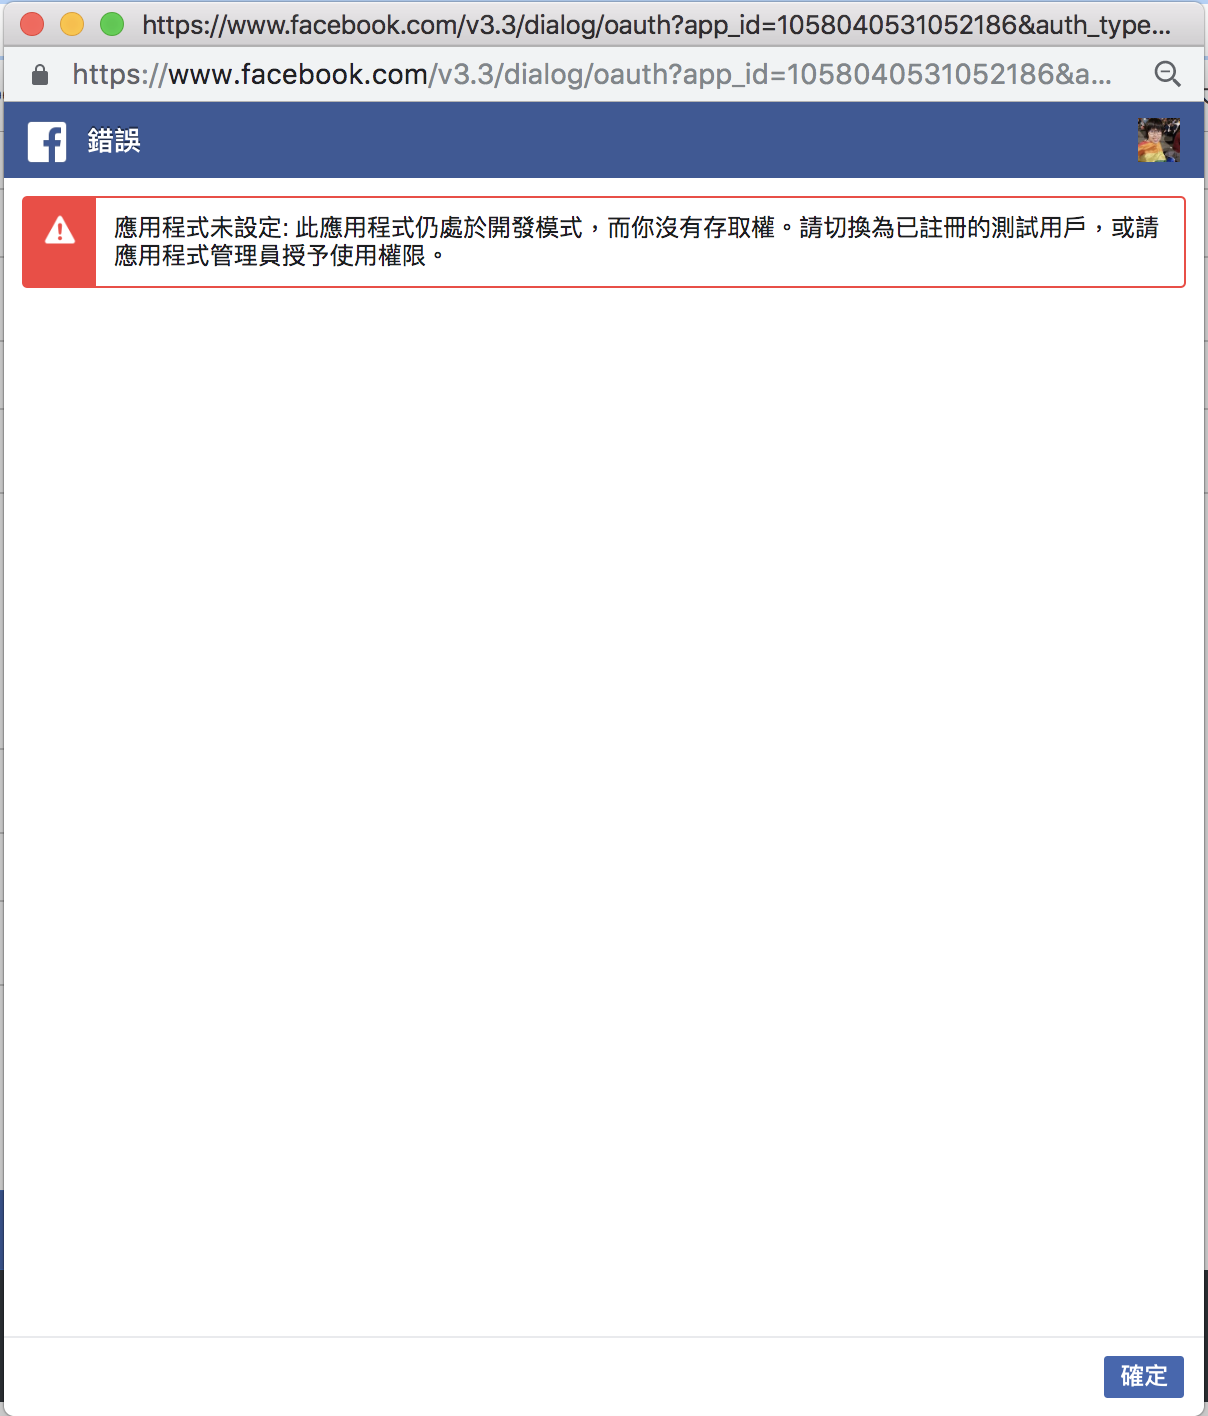 https://www.facebook.com/v3.3/dialog/oauth?app_id=1058040531052186&auth_type...
https://www.facebook.com/v3.3/dialog/oauth?app_id=1058040531052186&a...
錯誤
應用程式未設定: 此應用程式仍處於開發模式，而你沒有存取權。請切換為已註冊的測試用戶，或請
應用程式管理員授予使用權限。
確定